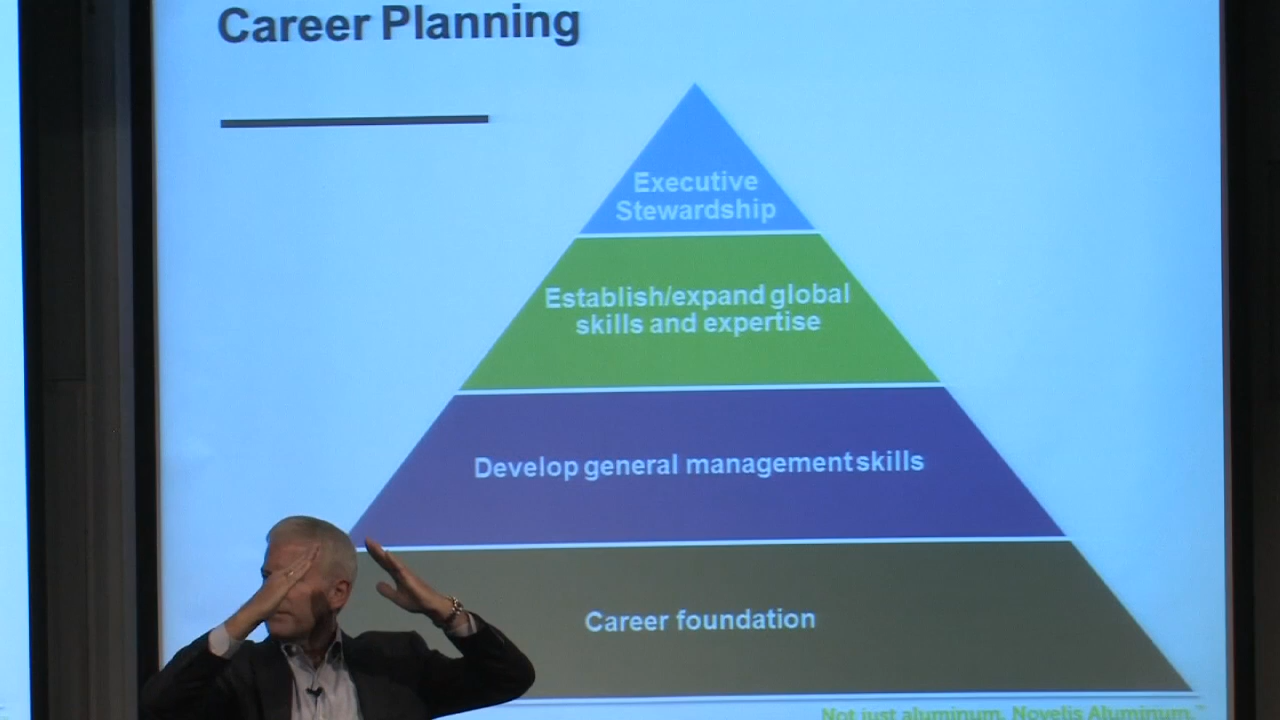 Career Planning
Executive
Stewardship
Establish/expand global
skills and expertise
Develop general management skills
Career foundation
Not just aluminum. Novelis Aluminum.™